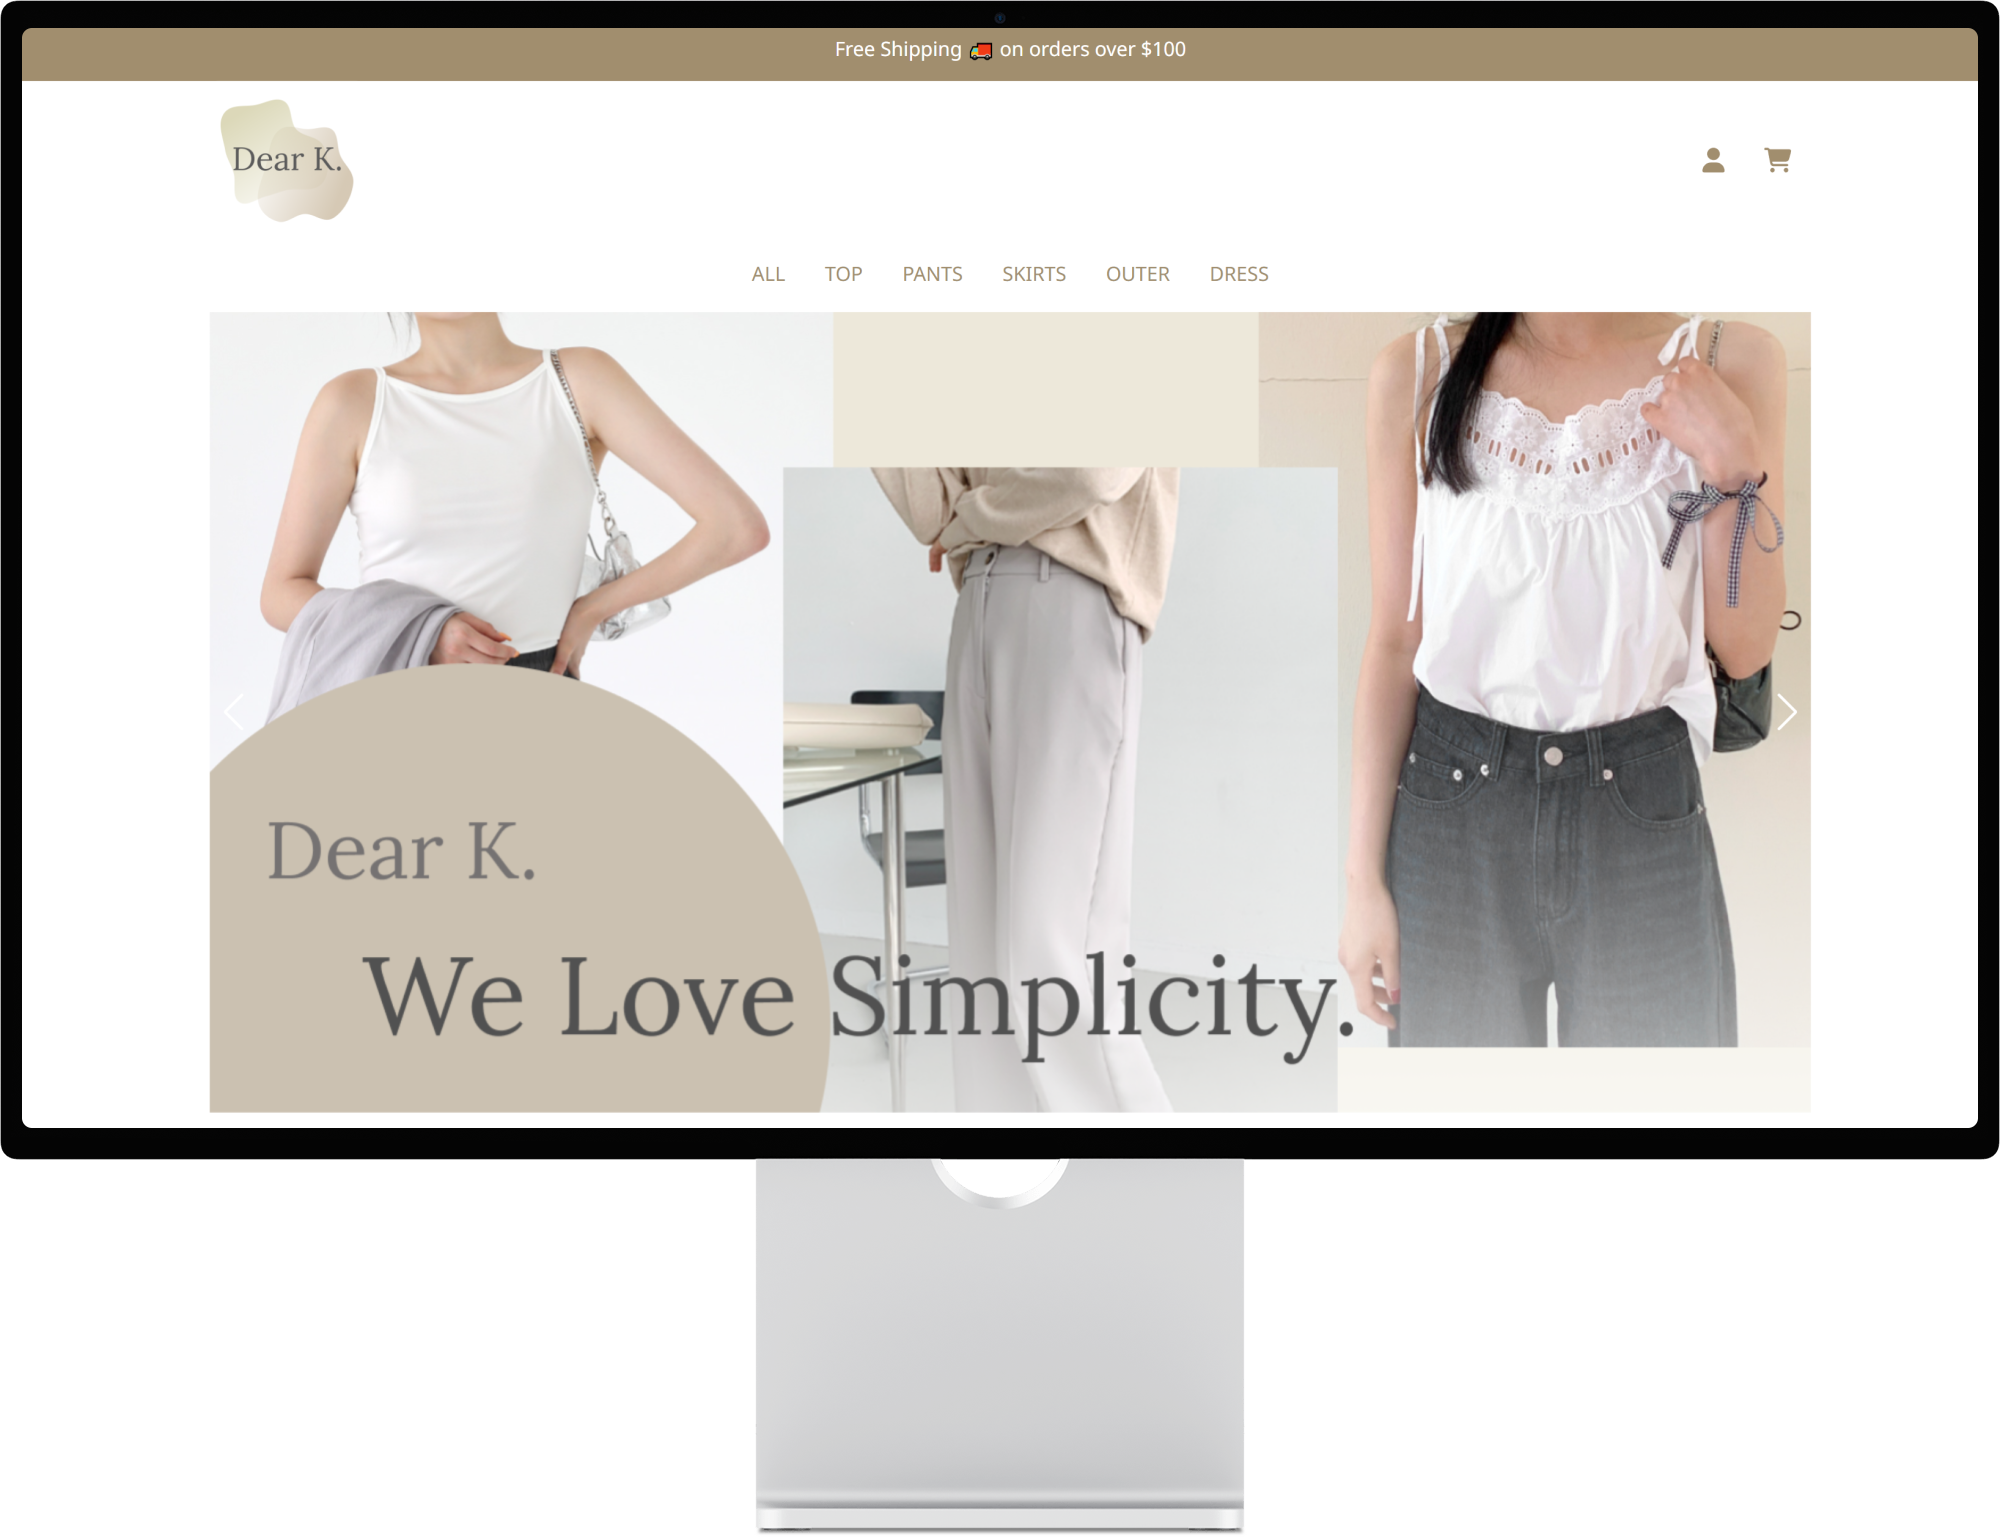 Free Shipping 🚚 on orders over $100
Dear K.
ALL TOP PANTS SKIRTS OUTER DRESS
Dear K.
We Love Simplicity.